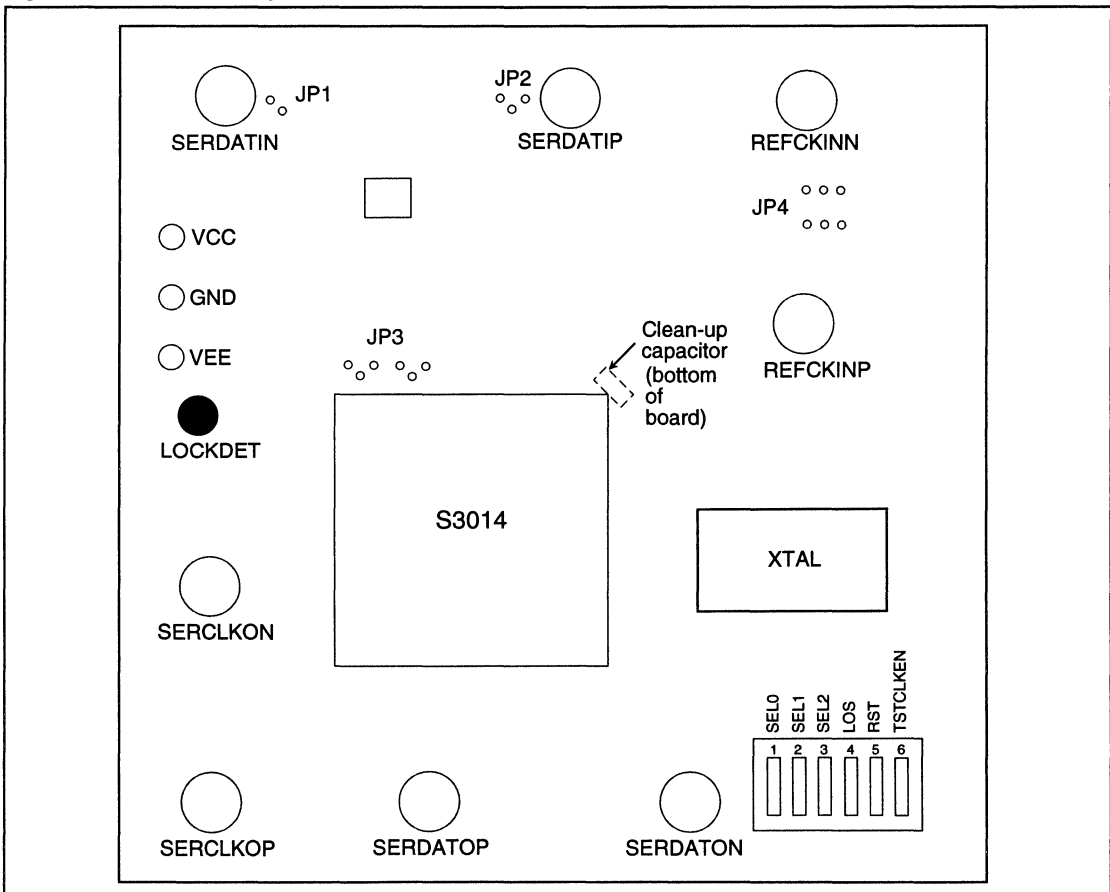 JP1
JP2
SERDATIN
SERDATIP
REFCKINN
JP4
VCC
GND
VEE
JP3
Clean-up
capacitor
(bottom
of
board)
REFCKINP
LOCKDET
S3014
XTAL
SERCLKON
SEL0
SEL1
SEL2
LOS
RST
TSTCLKEN
1 2 3 4 5 6
SERCLKOP
SERDATOP
SERDATON